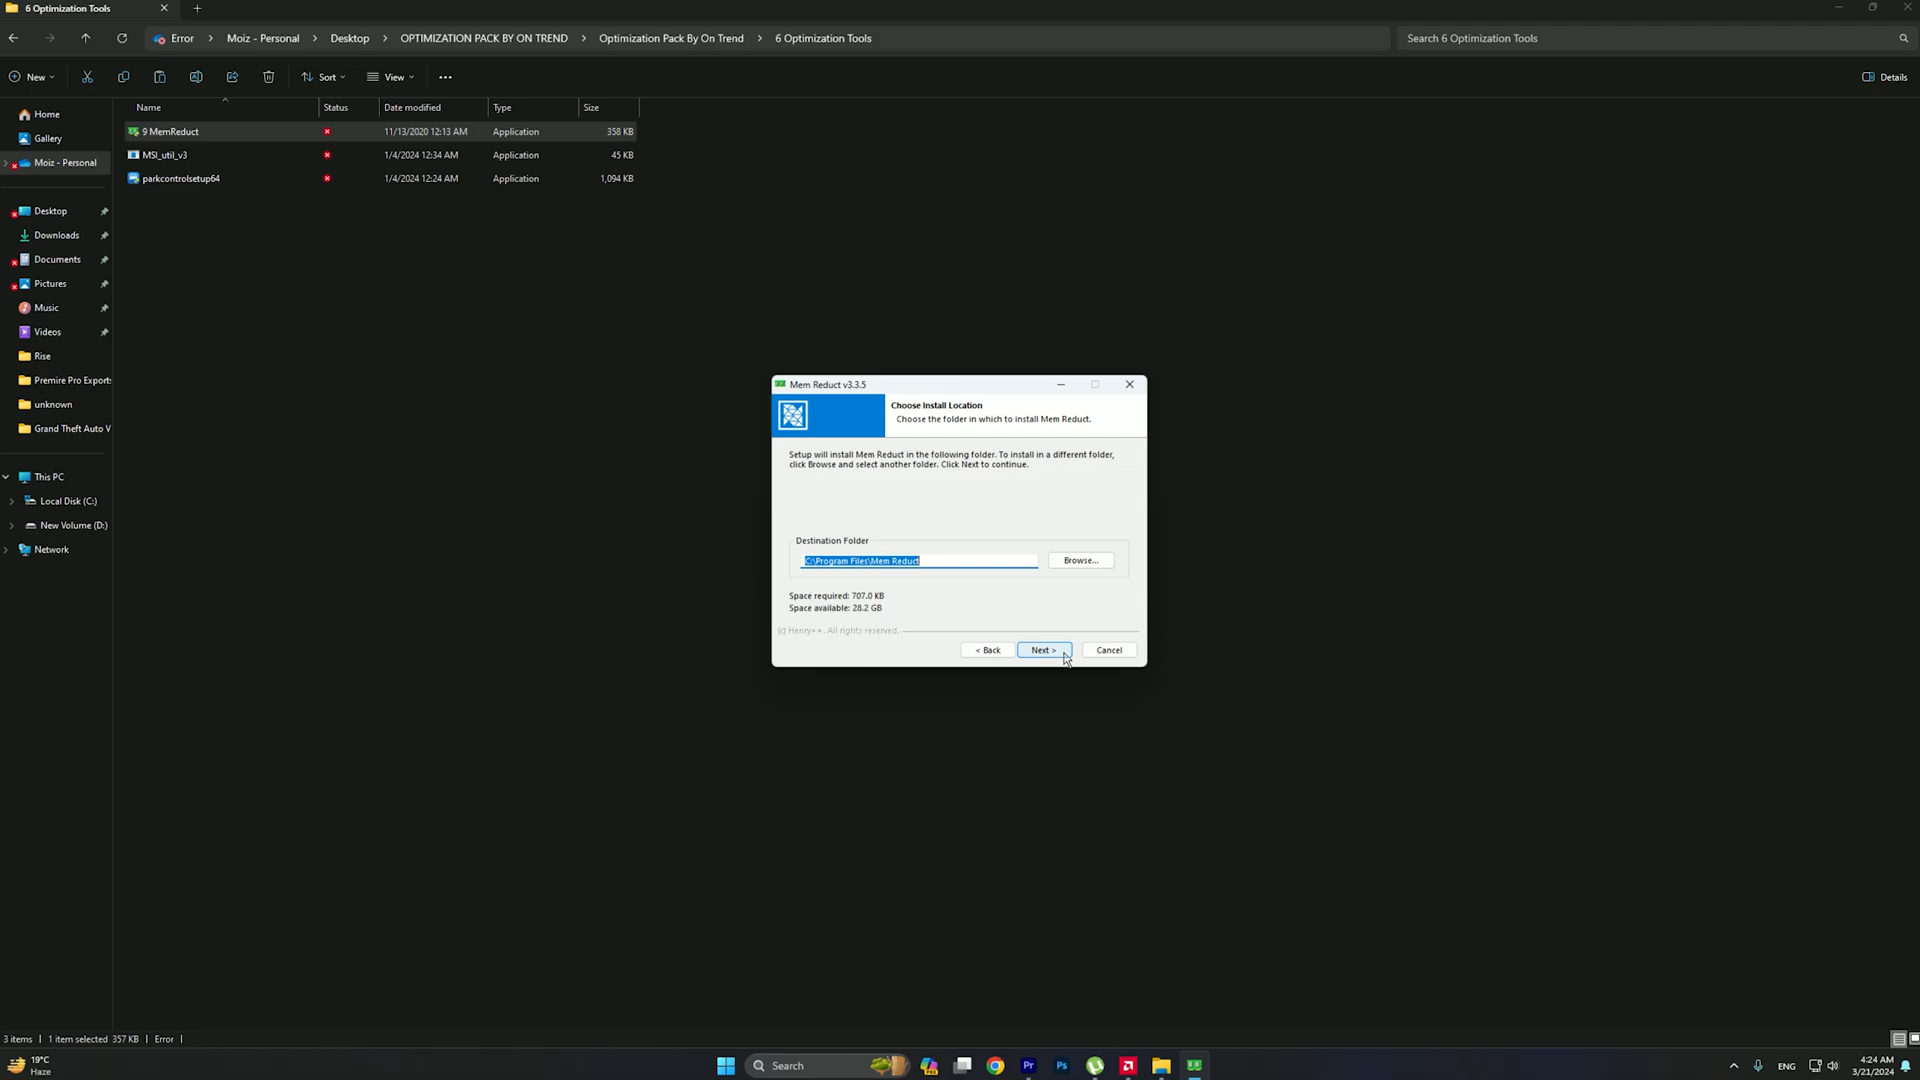 6 Optimization Tools
Error > Moiz - Personal > Desktop > OPTIMIZATION PACK BY ON TREND > Optimization Pack By On Trend > 6 Optimization Tools
Search 6 Optimization Tools
New
Sort
View
Details
Name Status Date modified Type Size
9 MemReduct 11/13/2020 12:13 AM Application 358 KB
MSI_util_v3 1/4/2024 12:34 AM Application 45 KB
parkcontrolsetup64 1/4/2024 12:24 AM Application 1,094 KB
Home
Gallery
Moiz - Personal
Desktop
Downloads
Documents
Pictures
Music
Videos
Rise
Premire Pro Exports
unknown
Grand Theft Auto V
This PC
Local Disk (C:)
New Volume (D:)
Network
Mem Reduct v3.3.5
Choose Install Location
Choose the folder in which to install Mem Reduct.
Setup will install Mem Reduct in the following folder. To install in a different folder,
click Browse and select another folder. Click Next to continue.
Destination Folder
C:\Program Files\Mem Reduct
Browse...
Space required: 707.0 KB
Space available: 28.2 GB
(c) Henry++. All rights reserved.
< Back Next > Cancel
3 items | 1 item selected 357 KB | Error |
19°C
Haze
Search
PRE
Pr
Ps
ENG
4:24 AM
3/21/2024